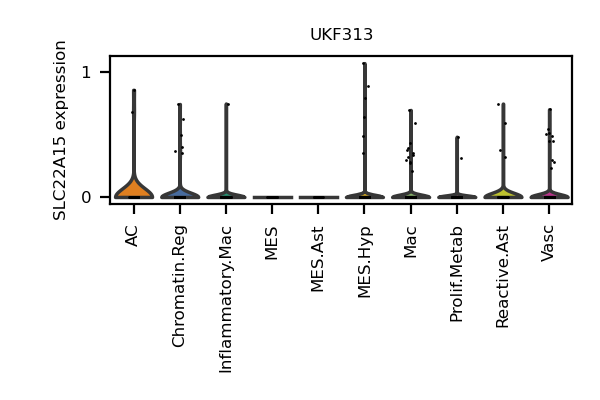 UKF313
SLC22A15 expression
1
0
AC
Chromatin.Reg
Inflammatory.Mac
MES
MES.Ast
MES.Hyp
Mac
Prolif.Metab
Reactive.Ast
Vasc